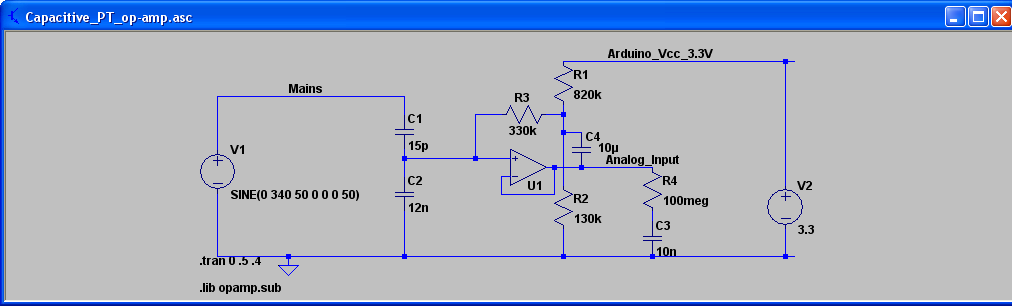 Capacitive_PT_op-amp.asc
Arduino_Vcc_3.3V
R1
820k
Mains
R3
330k
C1
15p
C4
10µ
Analog_Input
V1
SINE(0 340 50 0 0 0 50)
C2
12n
U1
R4
100meg
V2
3.3
R2
130k
C3
10n
.tran 0 .5 .4
.lib opamp.sub